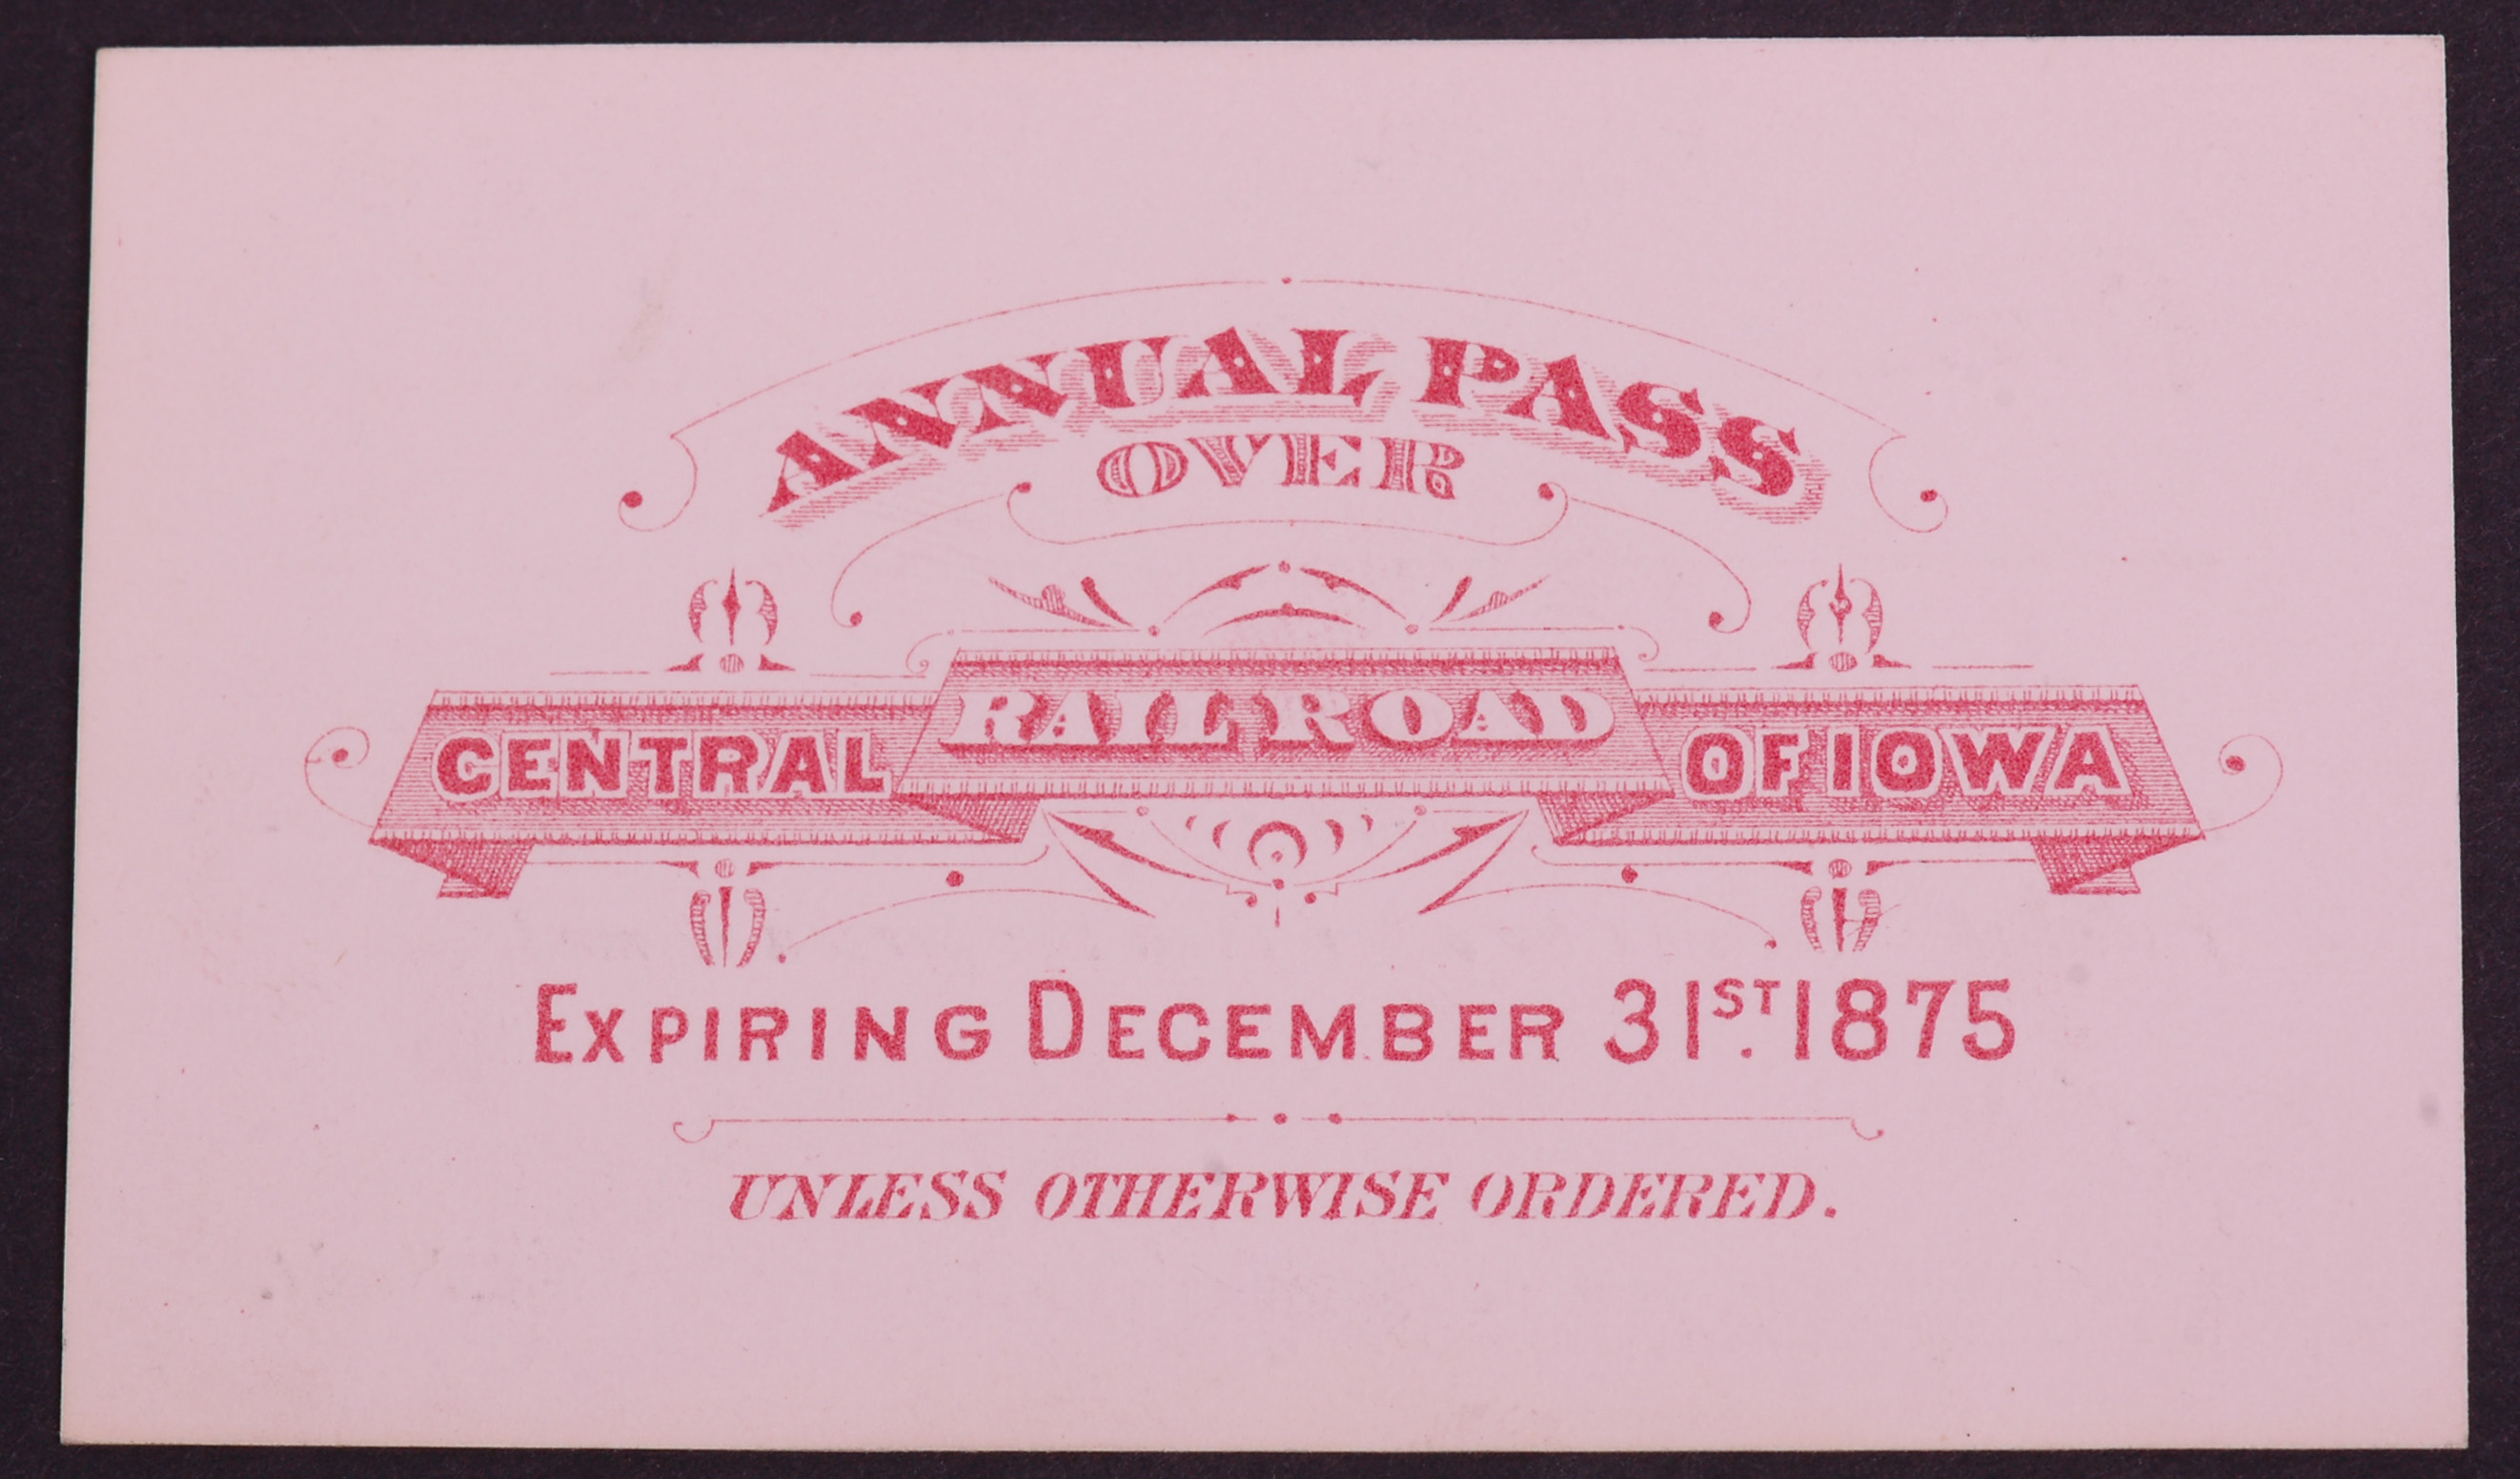 ANNUAL PASS
OVER
CENTRAL RAILROAD OF IOWA
EXPIRING DECEMBER 31ST. 1875
UNLESS OTHERWISE ORDERED.